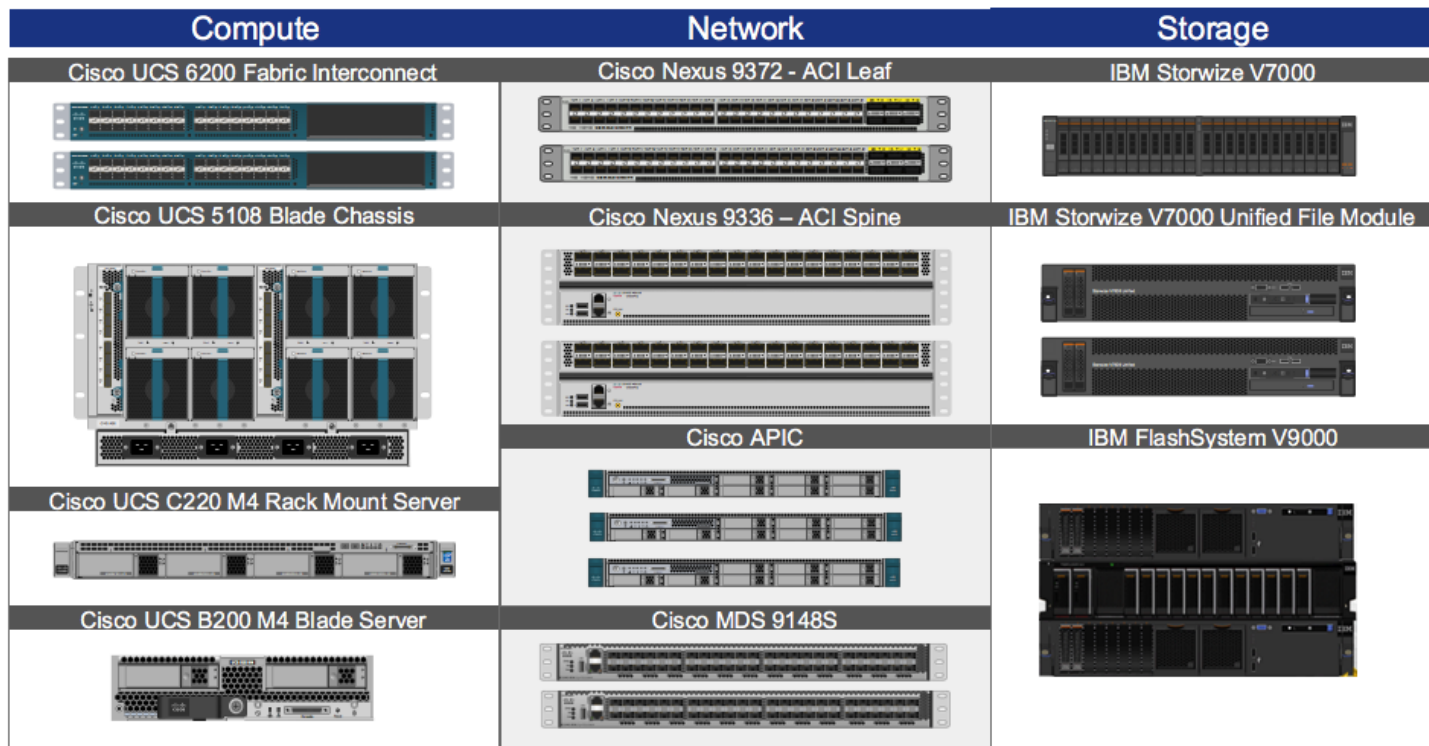 Compute
Network
Storage
Cisco UCS 6200 Fabric Interconnect
Cisco Nexus 9372 - ACI Leaf
IBM Storwize V7000
Cisco UCS 5108 Blade Chassis
Cisco Nexus 9336 – ACI Spine
IBM Storwize V7000 Unified File Module
Cisco APIC
IBM FlashSystem V9000
Cisco UCS C220 M4 Rack Mount Server
Cisco UCS B200 M4 Blade Server
Cisco MDS 9148S